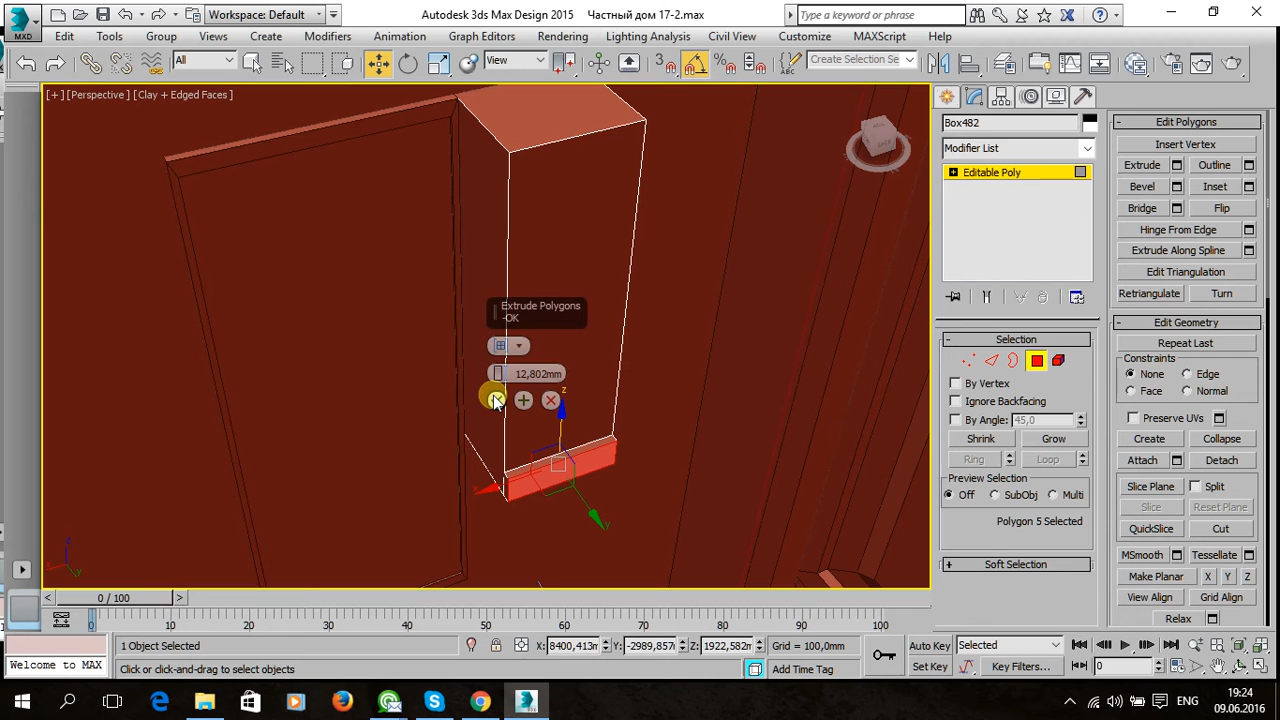 MXD
Workspace: Default
Autodesk 3ds Max Design 2015
Частный дом 17-2.max
Type a keyword or phrase
Edit Tools Group Views Create Modifiers Animation Graph Editors Rendering Lighting Analysis Civil View Customize MAXScript Help
All
View
3
Create Selection Se
[+] [Perspective] [Clay + Edged Faces]
Extrude Polygons
-OK
12,802mm
z
x
y
z
x
y
0 / 100
0 10 20 30 40 50 60 70 80 90 100
Box482
Modifier List
Editable Poly
Selection
By Vertex
Ignore Backfacing
By Angle: 45,0
Shrink Grow
Ring Loop
Preview Selection
Off SubObj Multi
Polygon 5 Selected
Soft Selection
Edit Polygons
Insert Vertex
Extrude Outline
Bevel Inset
Bridge Flip
Hinge From Edge
Extrude Along Spline
Edit Triangulation
Retriangulate Turn
Edit Geometry
Repeat Last
Constraints
None Edge
Face Normal
Preserve UVs
Create Collapse
Attach Detach
Slice Plane Split
Slice Reset Plane
QuickSlice Cut
MSmooth Tessellate
Make Planar X Y Z
View Align Grid Align
Relax
Welcome to MAX
1 Object Selected
X: 8400,413m Y: -2989,857 Z: 1922,582m Grid = 100,0mm
Click or click-and-drag to select objects
Add Time Tag
Auto Key Selected
Set Key Key Filters...
0
ENG
19:24
09.06.2016